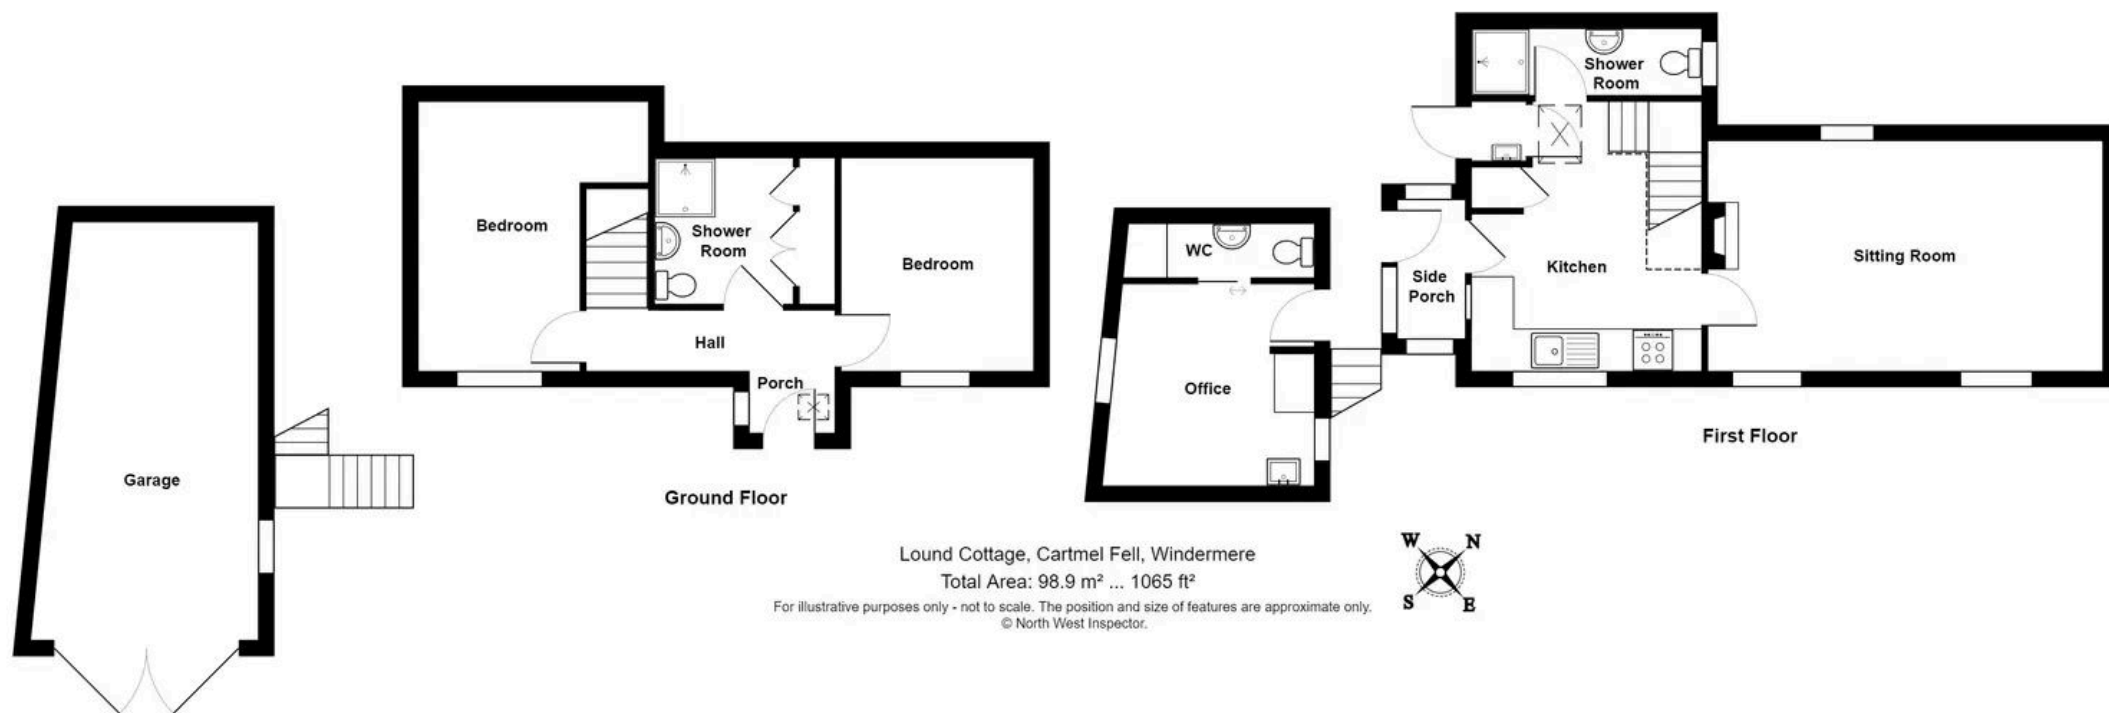 Bedroom
Shower
Room
Bedroom
Hall
Porch
Garage
Ground Floor
Shower
Room
WC
Side
Porch
Kitchen
Sitting Room
Office
First Floor
Lound Cottage, Cartmel Fell, Windermere
Total Area: 98.9 m² ... 1065 ft²
For illustrative purposes only - not to scale. The position and size of features are approximate only.
© North West Inspector.
W N
S E